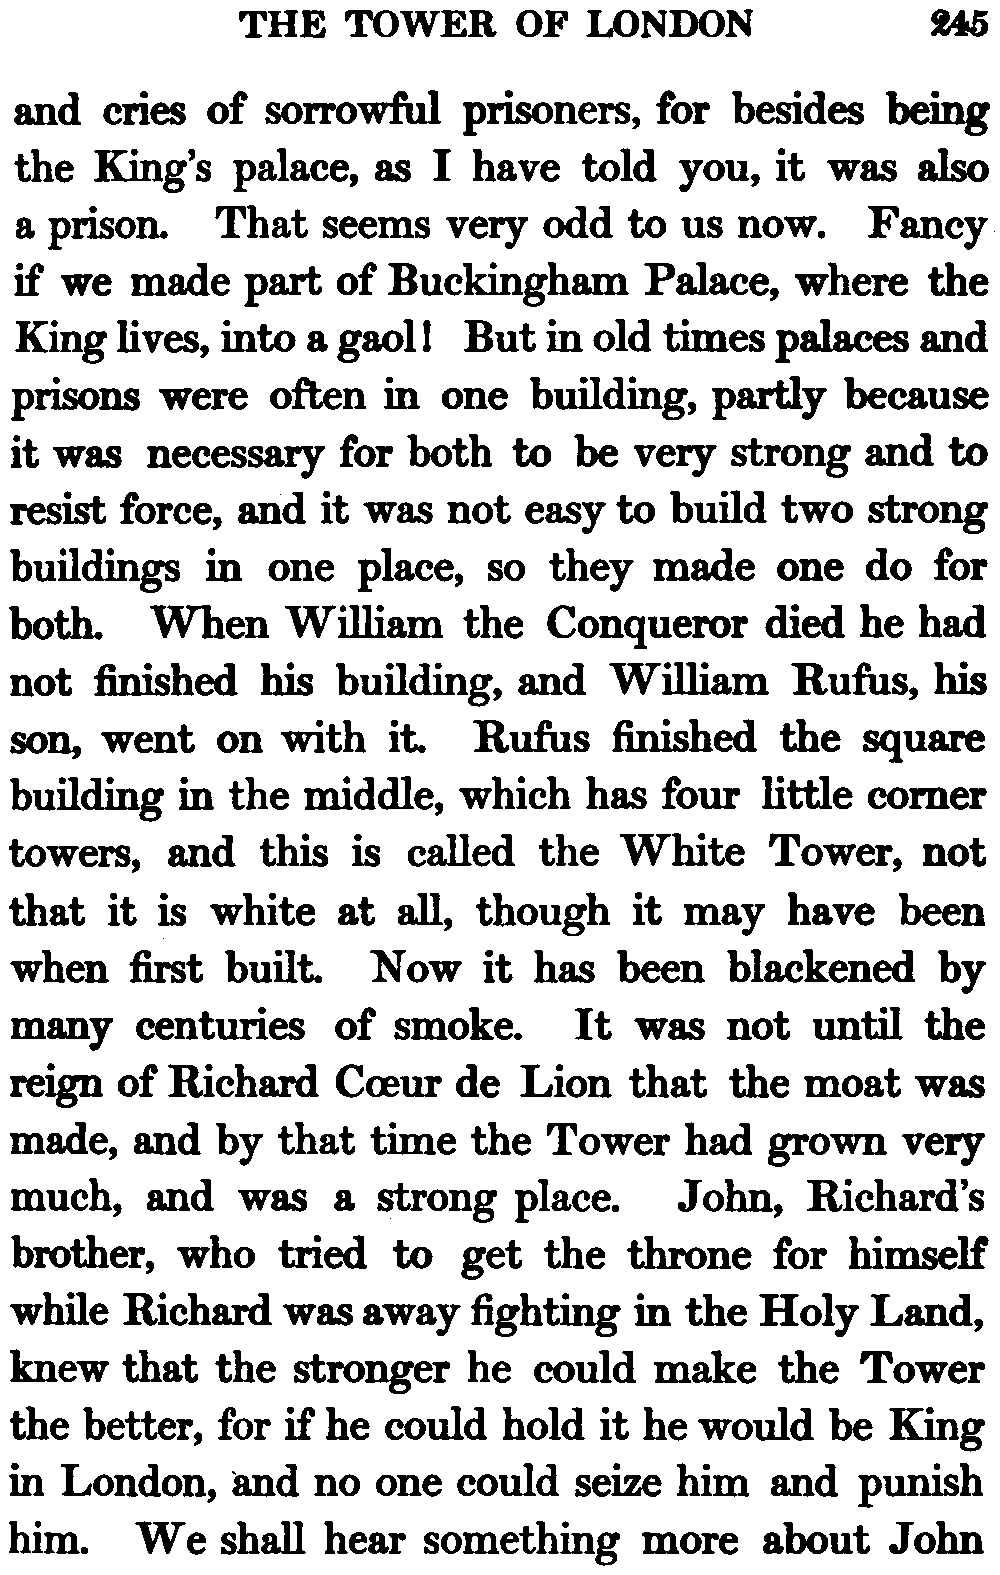 THE TOWER OF LONDON 245
and cries of sorrowful prisoners, for besides being
the King's palace, as I have told you, it was also
a prison. That seems very odd to us now. Fancy
if we made part of Buckingham Palace, where the
King lives, into a gaol! But in old times palaces and
prisons were often in one building, partly because
it was necessary for both to be very strong and to
resist force, and it was not easy to build two strong
buildings in one place, so they made one do for
both. When William the Conqueror died he had
not finished his building, and William Rufus, his
son, went on with it. Rufus finished the square
building in the middle, which has four little corner
towers, and this is called the White Tower, not
that it is white at all, though it may have been
when first built. Now it has been blackened by
many centuries of smoke. It was not until the
reign of Richard Cœur de Lion that the moat was
made, and by that time the Tower had grown very
much, and was a strong place. John, Richard's
brother, who tried to get the throne for himself
while Richard was away fighting in the Holy Land,
knew that the stronger he could make the Tower
the better, for if he could hold it he would be King
in London, and no one could seize him and punish
him. We shall hear something more about John